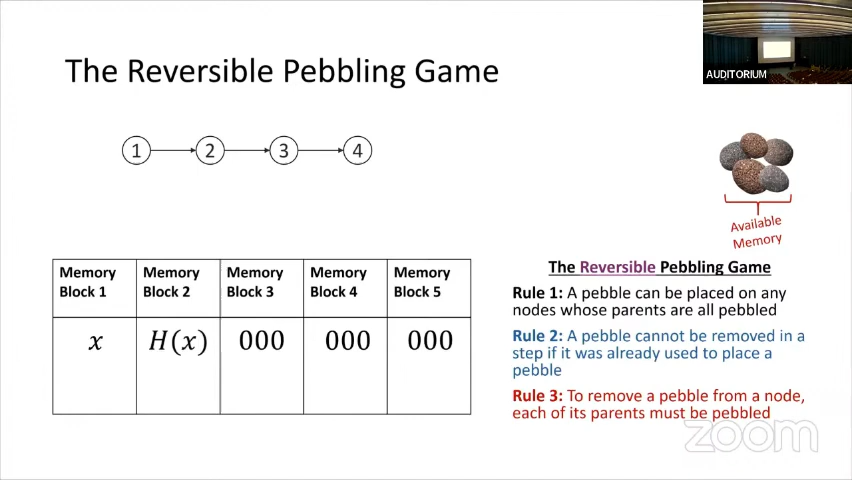 AUDITORIUM
The Reversible Pebbling Game
1 2 3 4
Available
Memory
Memory Block 1 Memory Block 2 Memory Block 3 Memory Block 4 Memory Block 5
x H(x) 000 000 000
The Reversible Pebbling Game
Rule 1: A pebble can be placed on any
nodes whose parents are all pebbled
Rule 2: A pebble cannot be removed in a
step if it was already used to place a
pebble
Rule 3: To remove a pebble from a node,
each of its parents must be pebbled
zoom